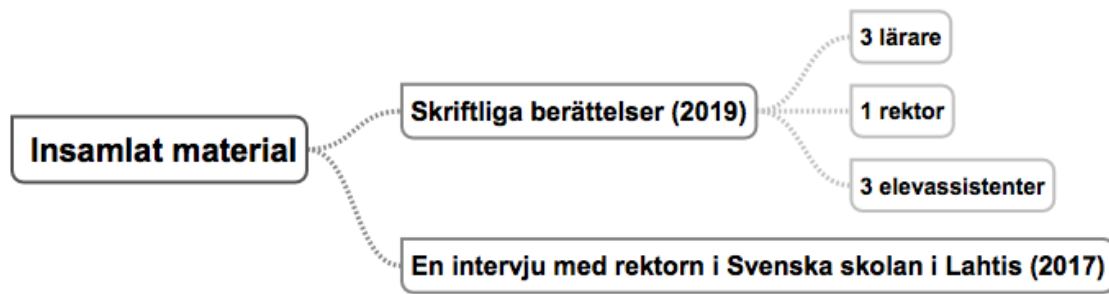 Insamlat material
Skriftliga berättelser (2019)
3 lärare
1 rektor
3 elevassistenter
En intervju med rektorn i Svenska skolan i Lahtis (2017)